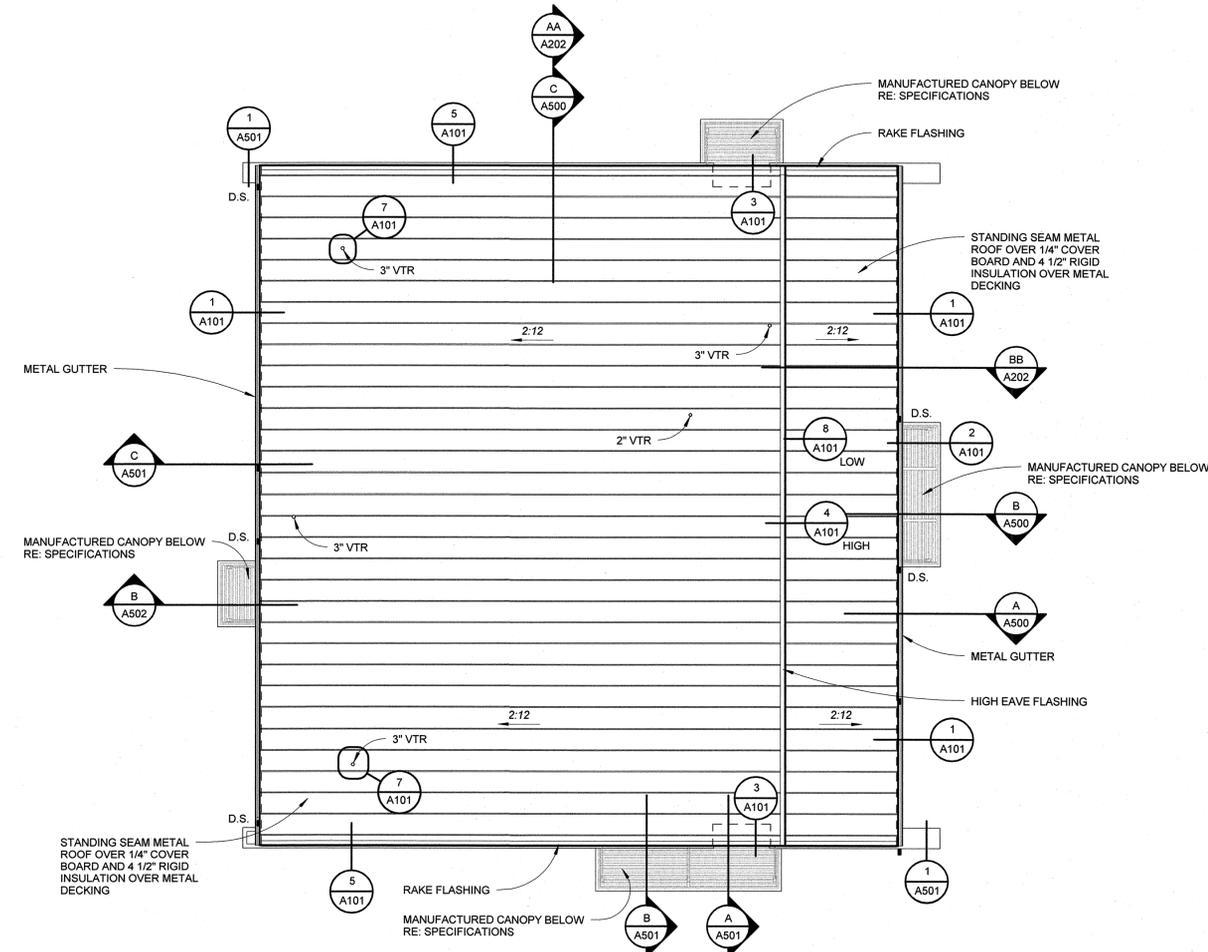 AA
A202
C
A500
MANUFACTURED CANOPY BELOW
RE: SPECIFICATIONS
1
A501
5
A101
RAKE FLASHING
D.S.
7
A101
3
A101
3" VTR
STANDING SEAM METAL
ROOF OVER 1/4" COVER
BOARD AND 4 1/2" RIGID
INSULATION OVER METAL
DECKING
1
A101
2:12
2:12
1
A101
3" VTR
METAL GUTTER
BB
A202
D.S.
2" VTR
8
A101
LOW
2
A101
C
A501
MANUFACTURED CANOPY BELOW
RE: SPECIFICATIONS
4
A101
HIGH
B
A500
D.S.
3" VTR
MANUFACTURED CANOPY BELOW
RE: SPECIFICATIONS
D.S.
B
A502
A
A500
METAL GUTTER
HIGH EAVE FLASHING
2:12
2:12
3" VTR
1
A101
7
A101
3
A101
D.S.
STANDING SEAM METAL
ROOF OVER 1/4" COVER
BOARD AND 4 1/2" RIGID
INSULATION OVER METAL
DECKING
5
A101
RAKE FLASHING
1
A501
MANUFACTURED CANOPY BELOW
RE: SPECIFICATIONS
B
A501
A
A501